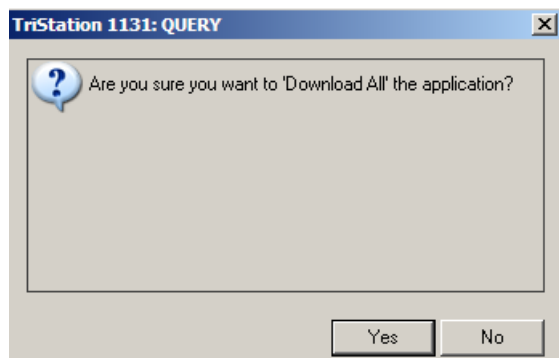 TriStation 1131: QUERY
Are you sure you want to 'Download All' the application?
Yes
No